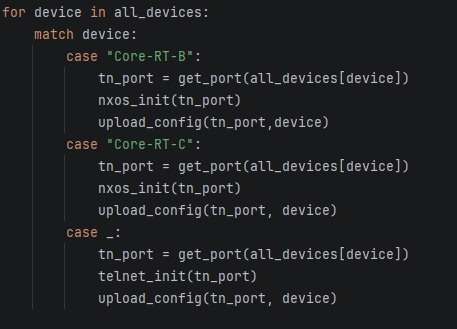 for device in all_devices:
    match device:
        case "Core-RT-B":
            tn_port = get_port(all_devices[device])
            nxos_init(tn_port)
            upload_config(tn_port,device)
        case "Core-RT-C":
            tn_port = get_port(all_devices[device])
            nxos_init(tn_port)
            upload_config(tn_port, device)
        case _:
            tn_port = get_port(all_devices[device])
            telnet_init(tn_port)
            upload_config(tn_port, device)